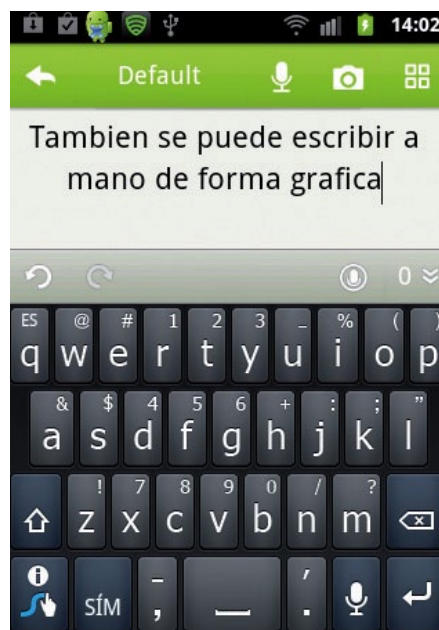 14:02
Default
Tambien se puede escribir a
mano de forma grafica
0
ES @ # 1 2 3 _ % ( )
q w e r t y u i o p
& $ 4 5 6 + : ; "
a s d f g h j k l
! 7 8 9 0 / ?
z x c v b n m
i SÍM - , ' .